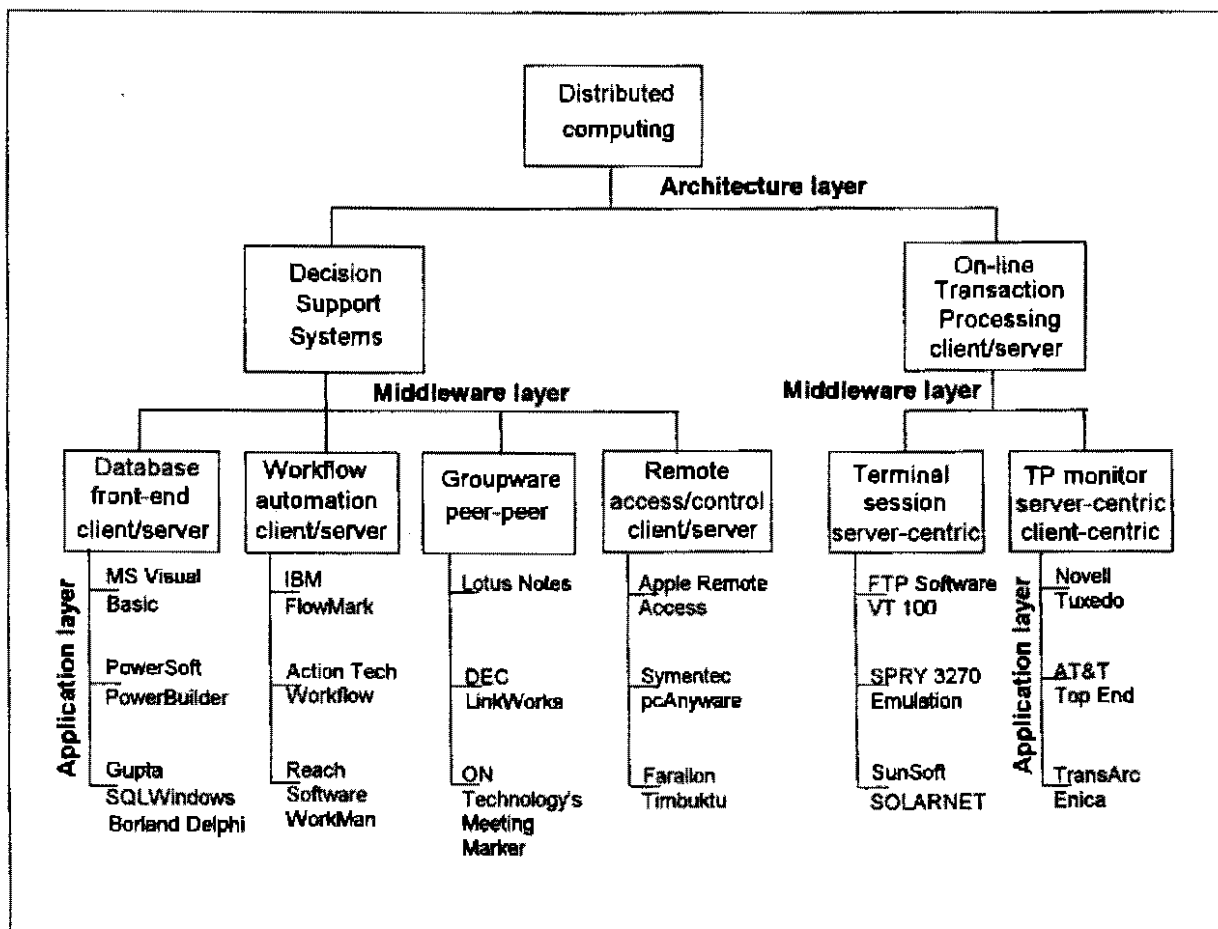 Distributed
computing
Architecture layer
Decision
Support
Systems
On-line
Transaction
Processing
client/server
Middleware layer
Middleware layer
Database
front-end
client/server
Workflow
automation
client/server
Groupware
peer-peer
Remote
access/control
client/server
Terminal
session
server-centric
TP monitor
server-centric
client-centric
Application layer
MS Visual
Basic
PowerSoft
PowerBuilder
Gupta
SQLWindows
Borland Delphi
IBM
FlowMark
Action Tech
Workflow
Reach
Software
WorkMan
Lotus Notes
DEC
LinkWorks
ON
Technology's
Meeting
Marker
Apple Remote
Access
Symentec
pcAnyware
Farallon
Timbuktu
FTP Software
VT 100
SPRY 3270
Emulation
SunSoft
SOLARNET
Application layer
Novell
Tuxedo
AT&T
Top End
TransArc
Enica